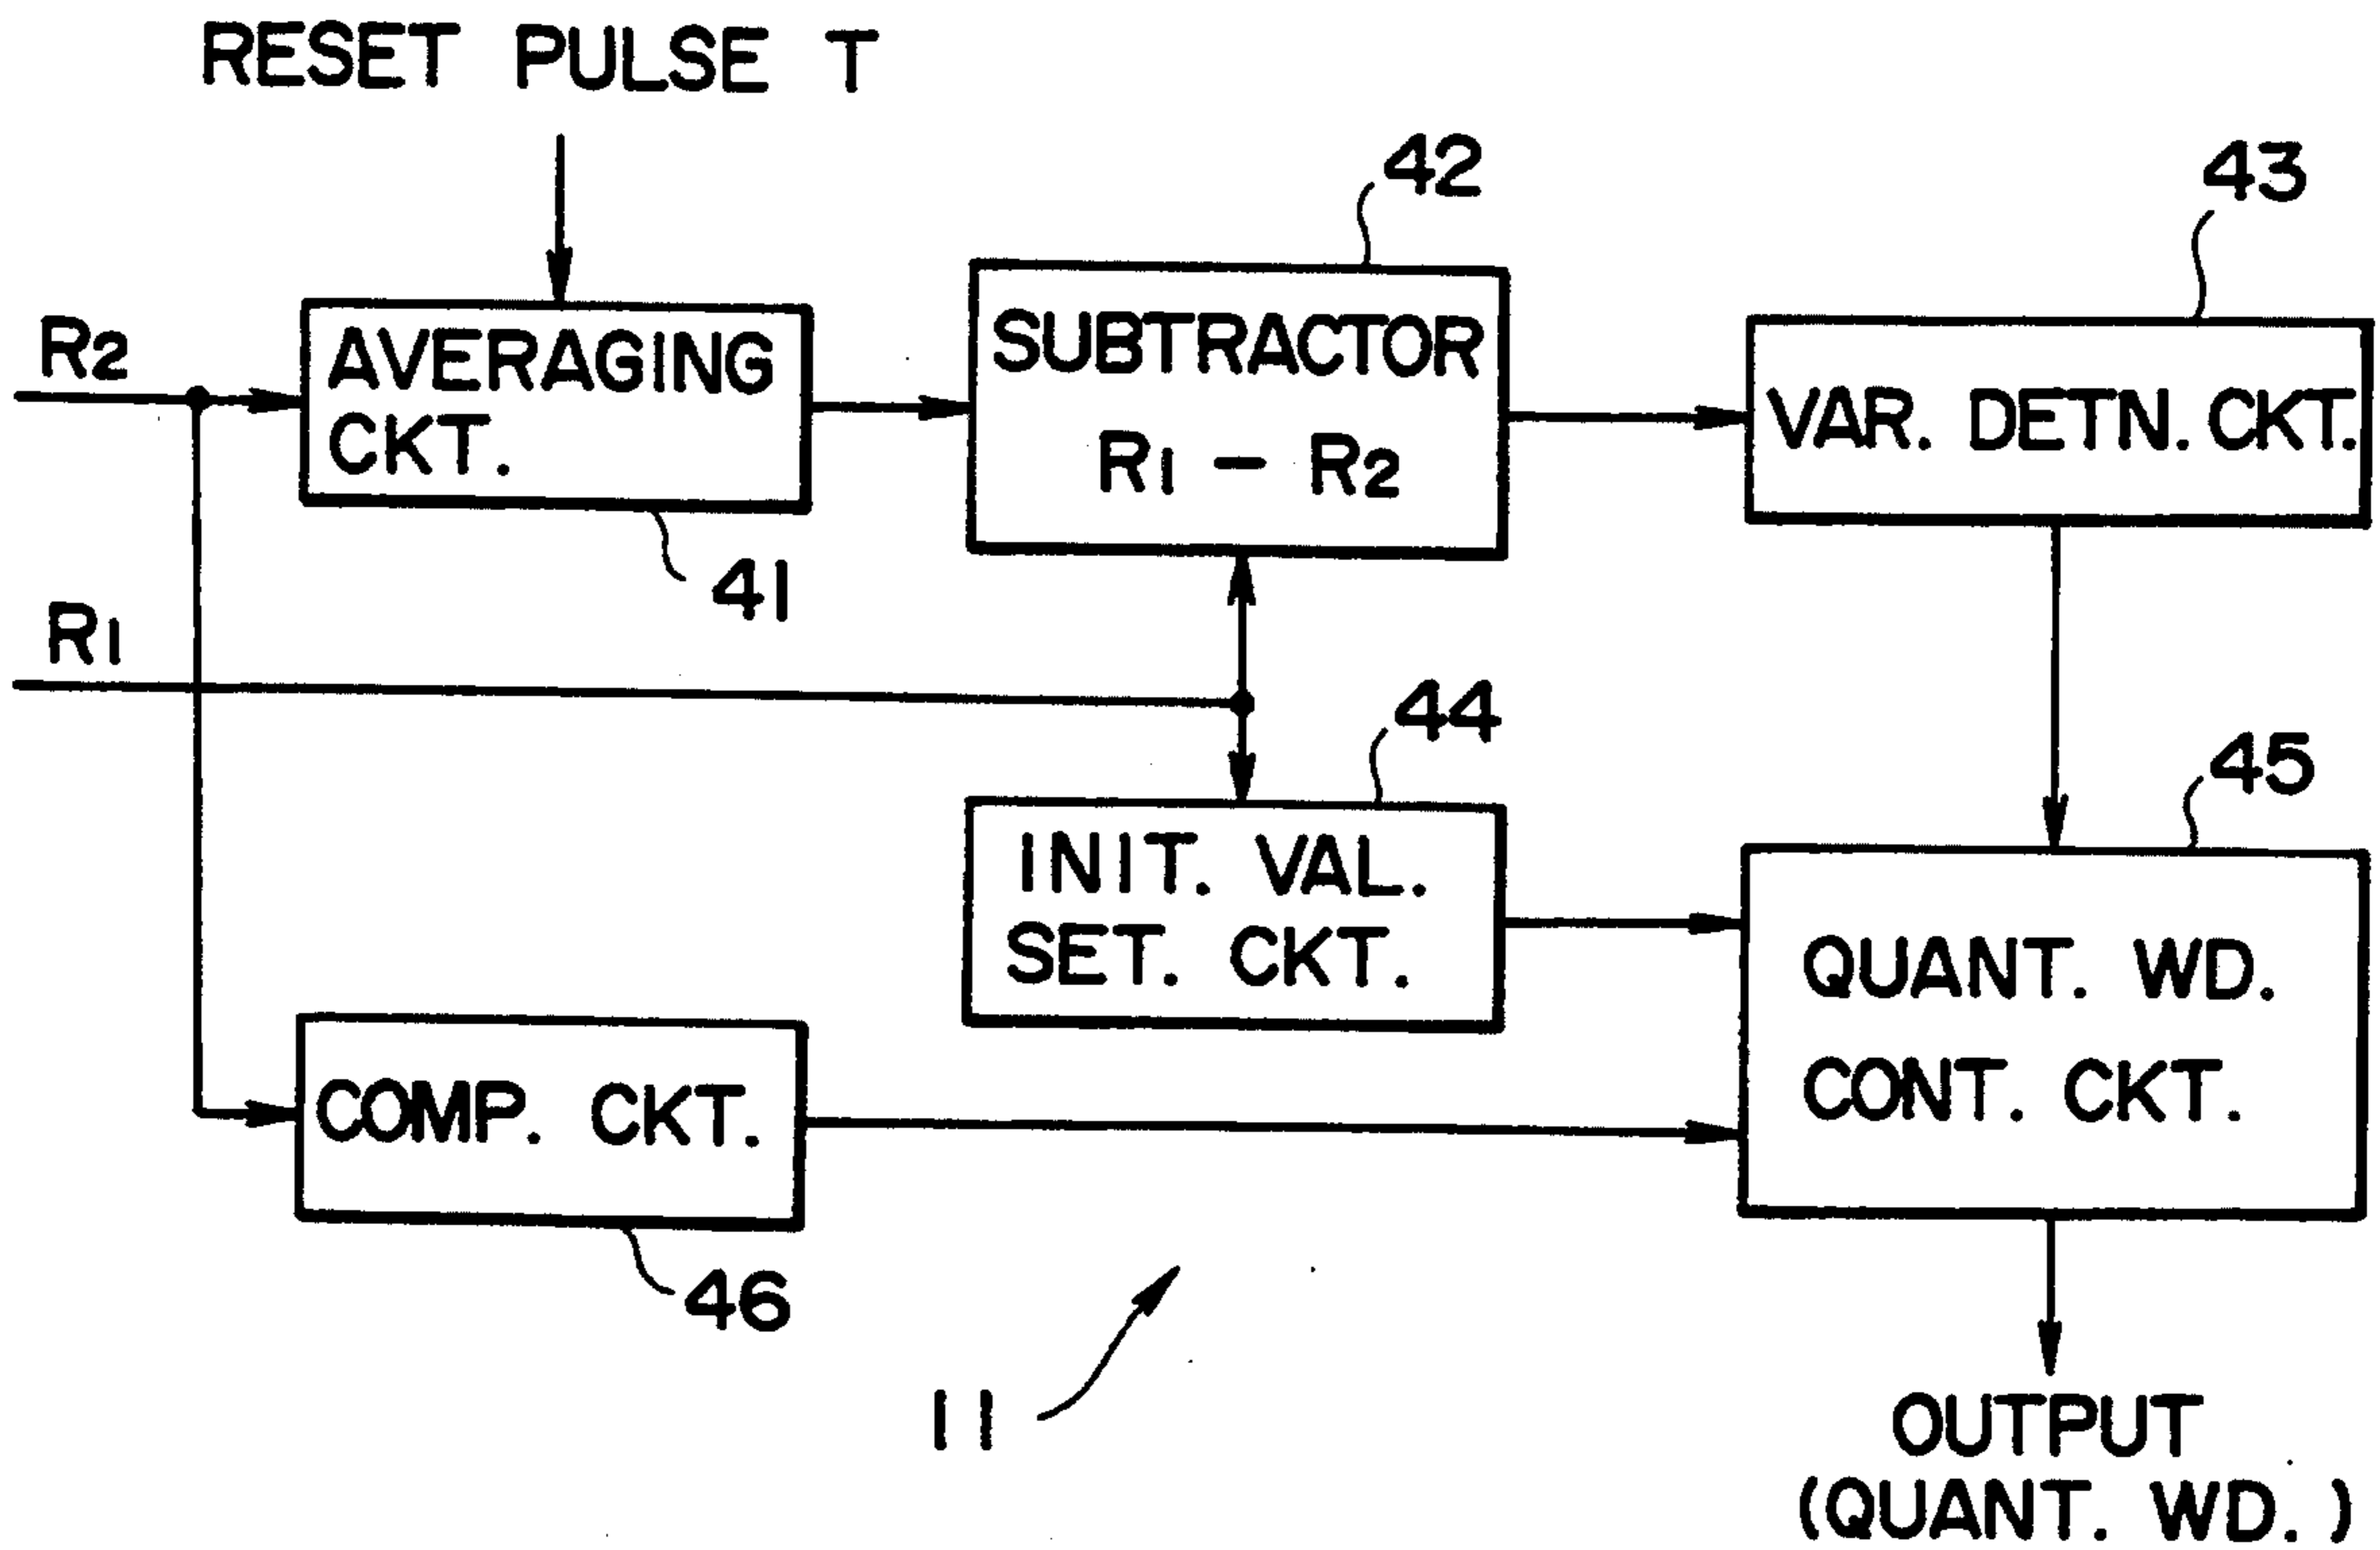 RESET PULSE T
42
43
R2
AVERAGING
CKT.
SUBTRACTOR
R1 - R2
VAR. DETN. CKT.
41
R1
44
45
INIT. VAL.
SET. CKT.
QUANT. WD.
CONT. CKT.
COMP. CKT.
46
11
OUTPUT
(QUANT. WD.)